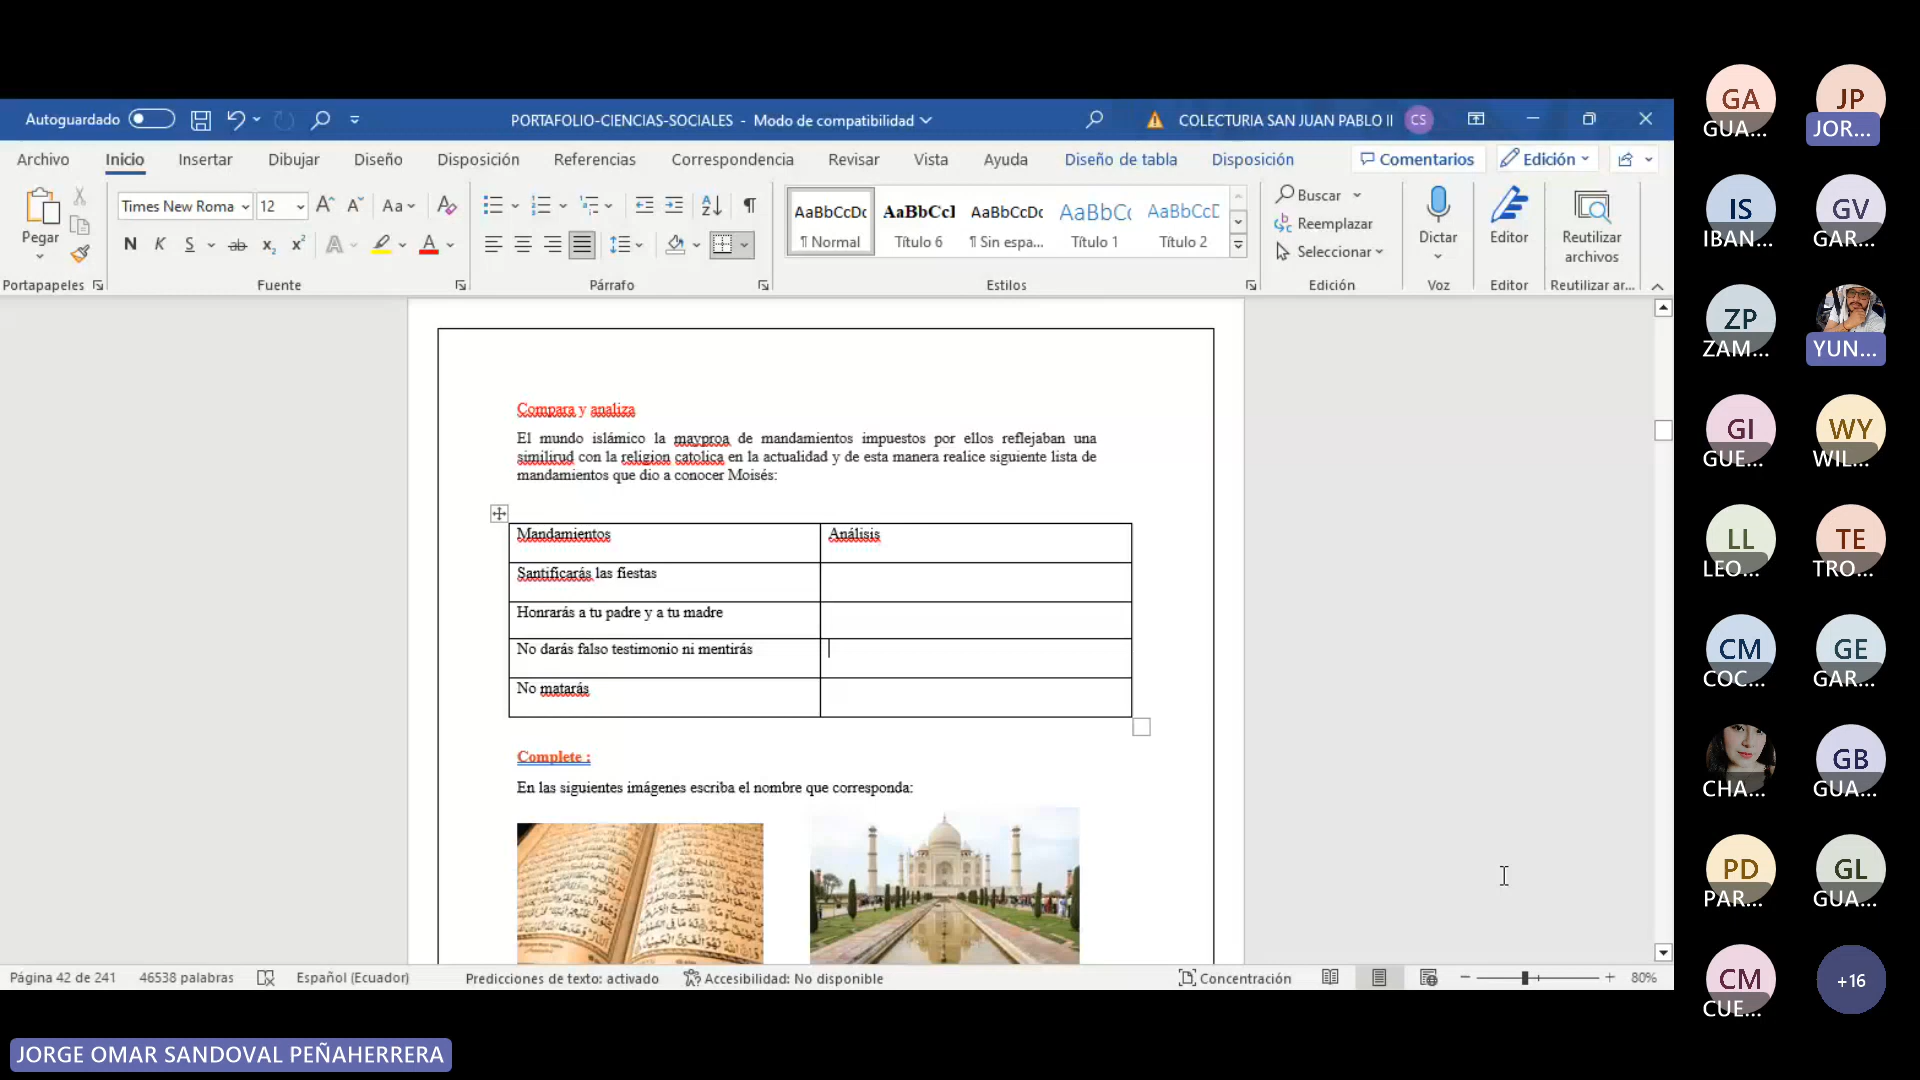 Autoguardado
PORTAFOLIO-CIENCIAS-SOCIALES - Modo de compatibilidad
COLECTURIA SAN JUAN PABLO II
CS
Archivo Inicio Insertar Dibujar Diseño Disposición Referencias Correspondencia Revisar Vista Ayuda Diseño de tabla Disposición
Comentarios Edición
Pegar
Times New Roma 12
Aa
N K S ab x₂ x²
AaBbCcDc AaBbCcI AaBbCcDc AaBbCc AaBbCcE
¶ Normal Título 6 ¶ Sin espa... Título 1 Título 2
Buscar
Reemplazar
Seleccionar
Dictar
Editor
Reutilizar
archivos
Portapapeles Fuente Párrafo Estilos Edición Voz Editor Reutilizar ar...
Compara y analiza
El mundo islámico la mayproa de mandamientos impuestos por ellos reflejaban una
similirud con la religion catolica en la actualidad y de esta manera realice siguiente lista de
mandamientos que dio a conocer Moisés:
Mandamientos Análisis
Santificarás las fiestas
Honrarás a tu padre y a tu madre
No darás falso testimonio ni mentirás
No matarás
Complete :
En las siguientes imágenes escriba el nombre que corresponda:
Página 42 de 241 46538 palabras Español (Ecuador) Predicciones de texto: activado Accesibilidad: No disponible Concentración 80%
JORGE OMAR SANDOVAL PEÑAHERRERA
GA JP
GUA... JOR...
IS GV
IBAN... GAR...
ZP
ZAM... YUN...
GI WY
GUE... WIL...
LL TE
LEO... TRO...
CM GE
COC... GAR...
GB
CHA... GUA...
PD GL
PAR... GUA...
CM +16
CUE...